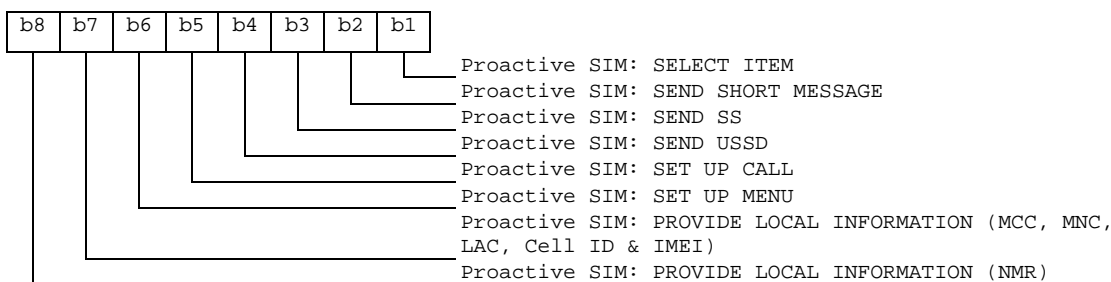 b8 b7 b6 b5 b4 b3 b2 b1
Proactive SIM: SELECT ITEM
Proactive SIM: SEND SHORT MESSAGE
Proactive SIM: SEND SS
Proactive SIM: SEND USSD
Proactive SIM: SET UP CALL
Proactive SIM: SET UP MENU
Proactive SIM: PROVIDE LOCAL INFORMATION (MCC, MNC,
LAC, Cell ID & IMEI)
Proactive SIM: PROVIDE LOCAL INFORMATION (NMR)